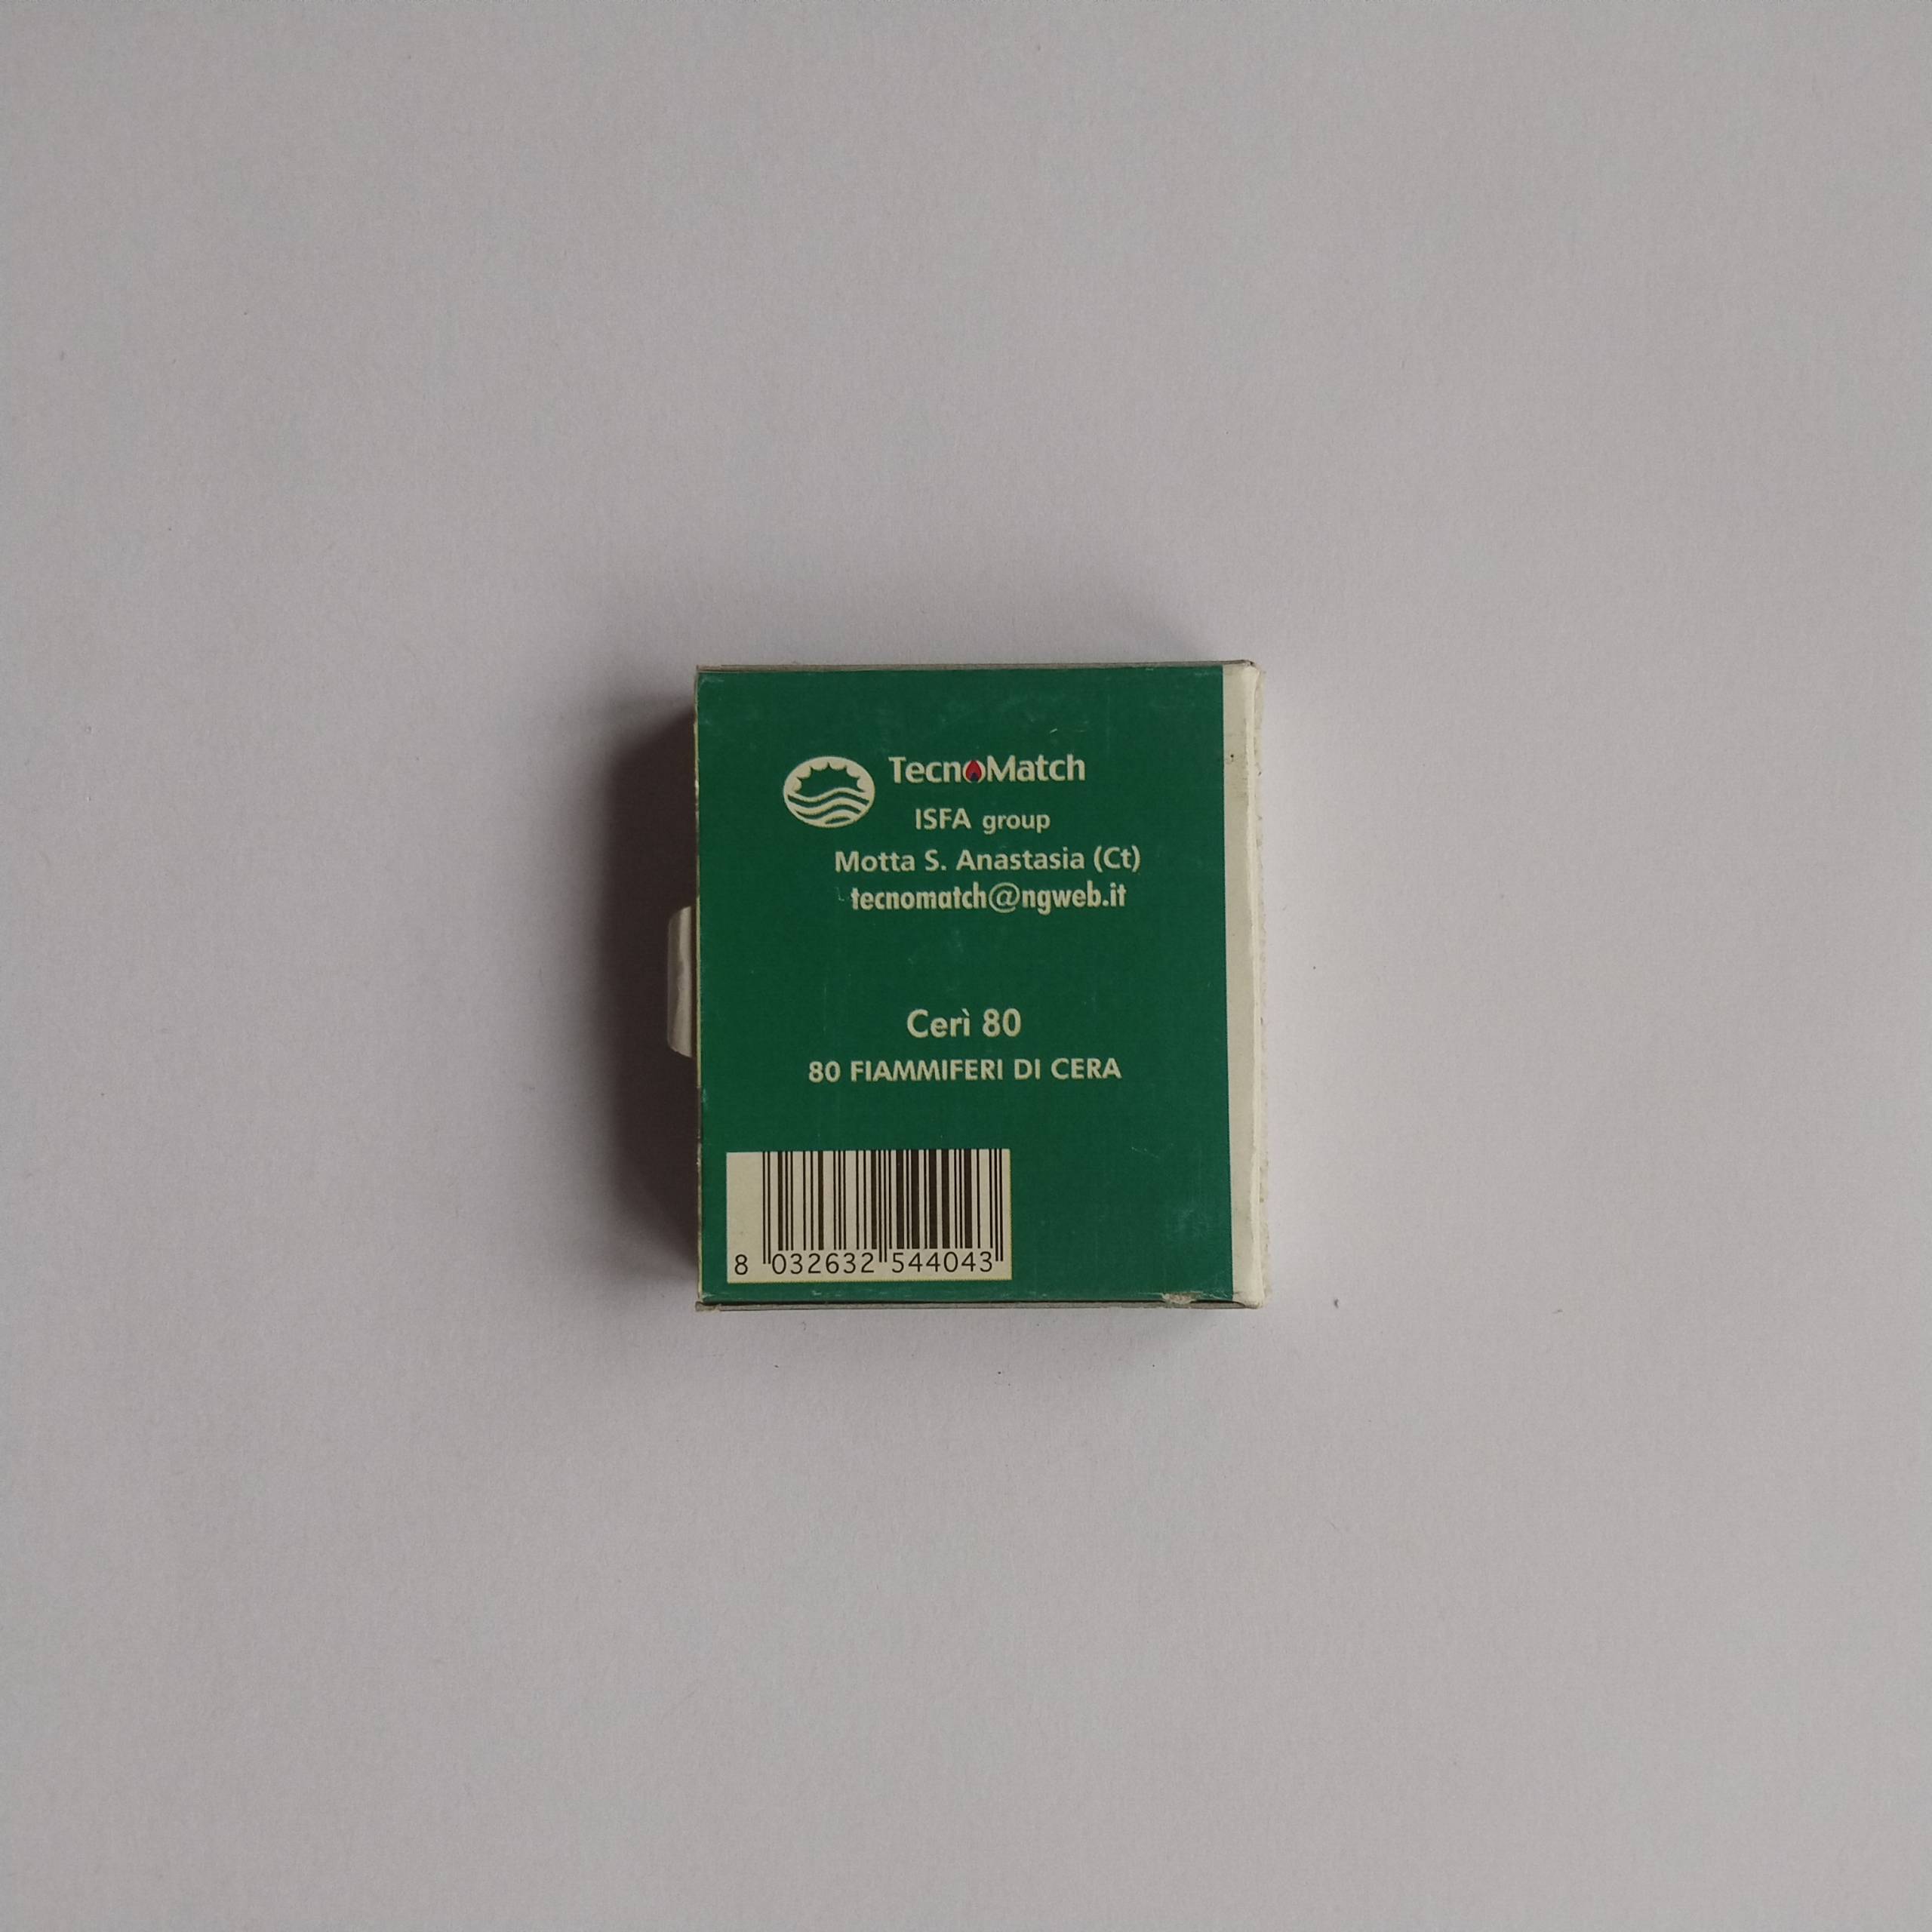 TecnoMatch
ISFA group
Motta S. Anastasia (Ct)
tecnomatch@ngweb.it
Cerì 80
80 FIAMMIFERI DI CERA
8 032632 544043